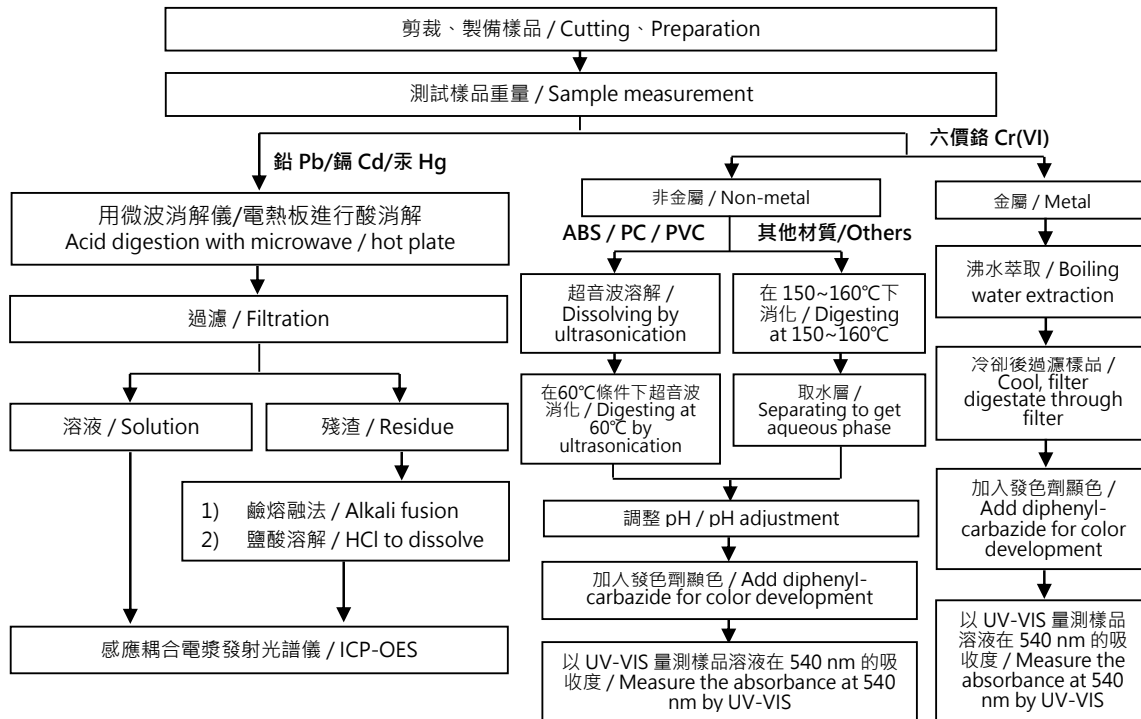 剪裁、製備樣品 / Cutting、Preparation
測試樣品重量 / Sample measurement
六價鉻 Cr(VI)
鉛 Pb/鎘 Cd/汞 Hg
用微波消解儀/電熱板進行酸消解
Acid digestion with microwave / hot plate
過濾 / Filtration
溶液 / Solution
殘渣 / Residue
1) 鹼熔融法 / Alkali fusion
2) 鹽酸溶解 / HCl to dissolve
感應耦合電漿發射光譜儀 / ICP-OES
非金屬 / Non-metal
ABS / PC / PVC
其他材質/Others
超音波溶解 /
Dissolving by
ultrasonication
在60℃條件下超音波
消化 / Digesting at
60℃ by
ultrasonication
在 150~160℃下
消化 / Digesting
at 150~160℃
取水層 /
Separating to get
aqueous phase
調整 pH / pH adjustment
加入發色劑顯色 / Add diphenyl-
carbazide for color development
以 UV-VIS 量測樣品溶液在 540 nm 的吸
收度 / Measure the absorbance at 540
nm by UV-VIS
金屬 / Metal
沸水萃取 / Boiling
water extraction
冷卻後過濾樣品 /
Cool, filter
digestate through
filter
加入發色劑顯色 /
Add diphenyl-
carbazide for color
development
以 UV-VIS 量測樣品
溶液在 540 nm 的吸
收度 / Measure the
absorbance at 540
nm by UV-VIS